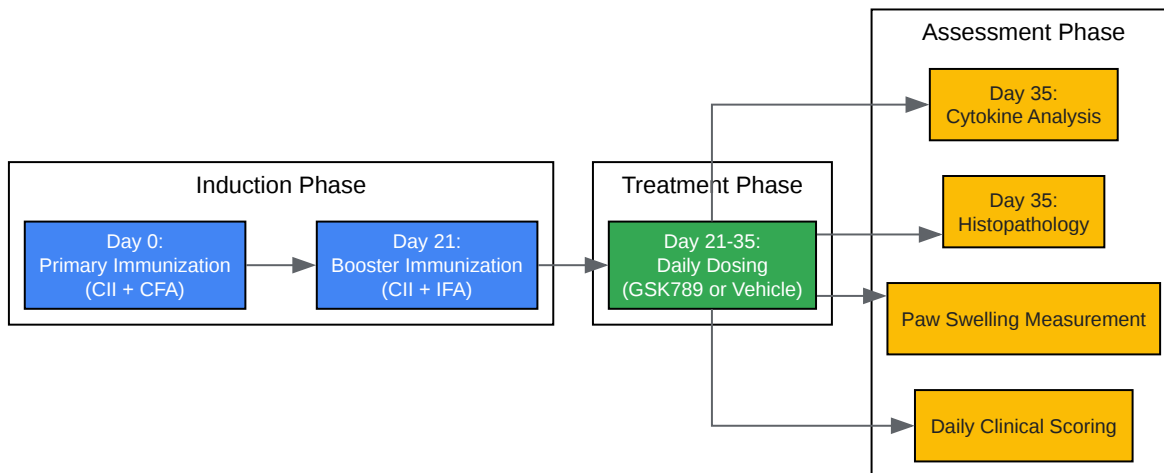 Induction Phase
Day 0:
Primary Immunization
(CII + CFA)
Day 21:
Booster Immunization
(CII + IFA)
Treatment Phase
Day 21-35:
Daily Dosing
(GSK789 or Vehicle)
Assessment Phase
Day 35:
Cytokine Analysis
Day 35:
Histopathology
Paw Swelling Measurement
Daily Clinical Scoring